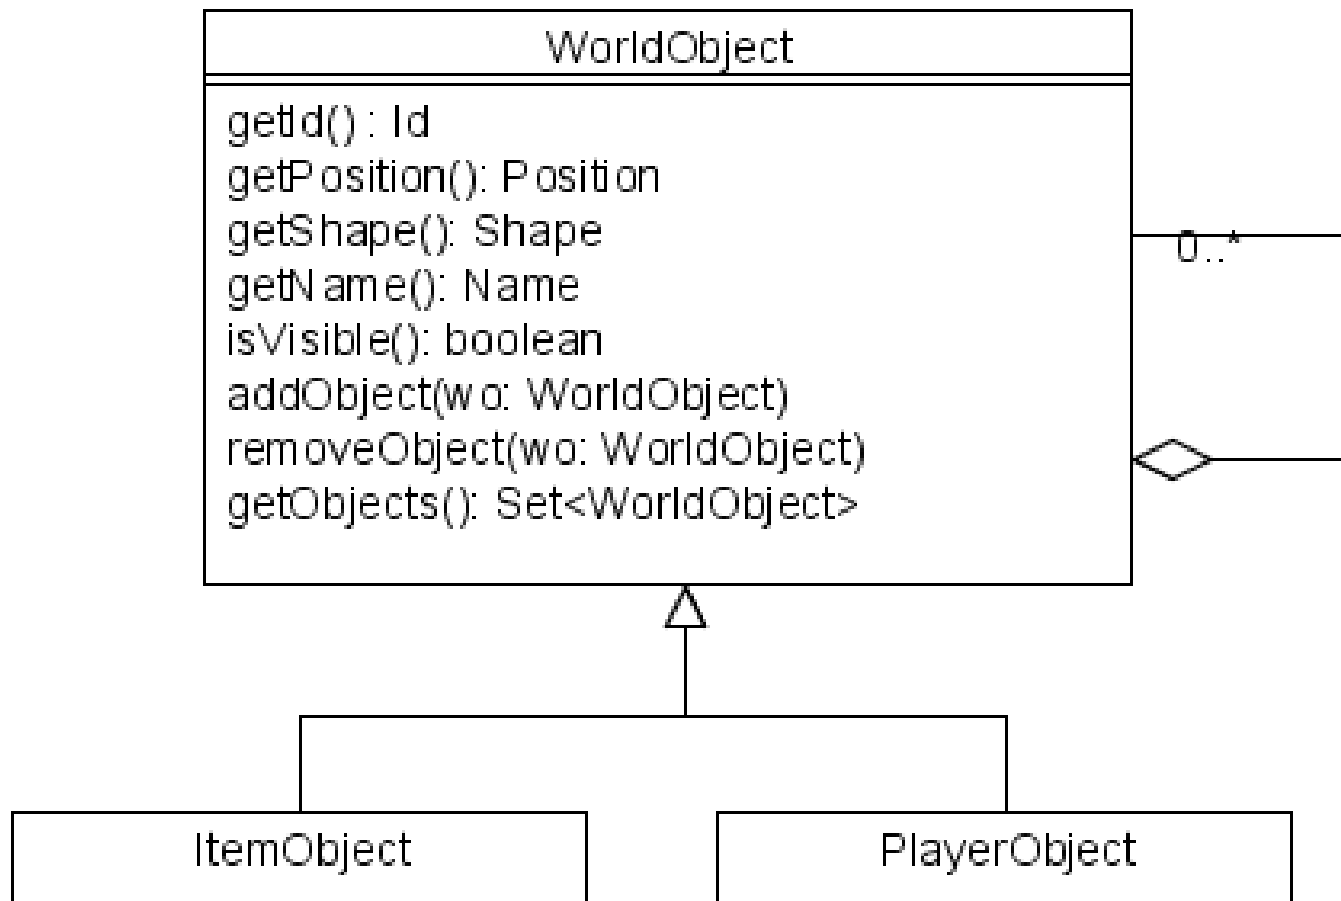 WorldObject
getId() : Id
getPosition(): Position
getShape(): Shape
getName(): Name
isVisible(): boolean
addObject(wo: WorldObject)
removeObject(wo: WorldObject)
getObjects(): Set<WorldObject>
0..*
ItemObject
PlayerObject